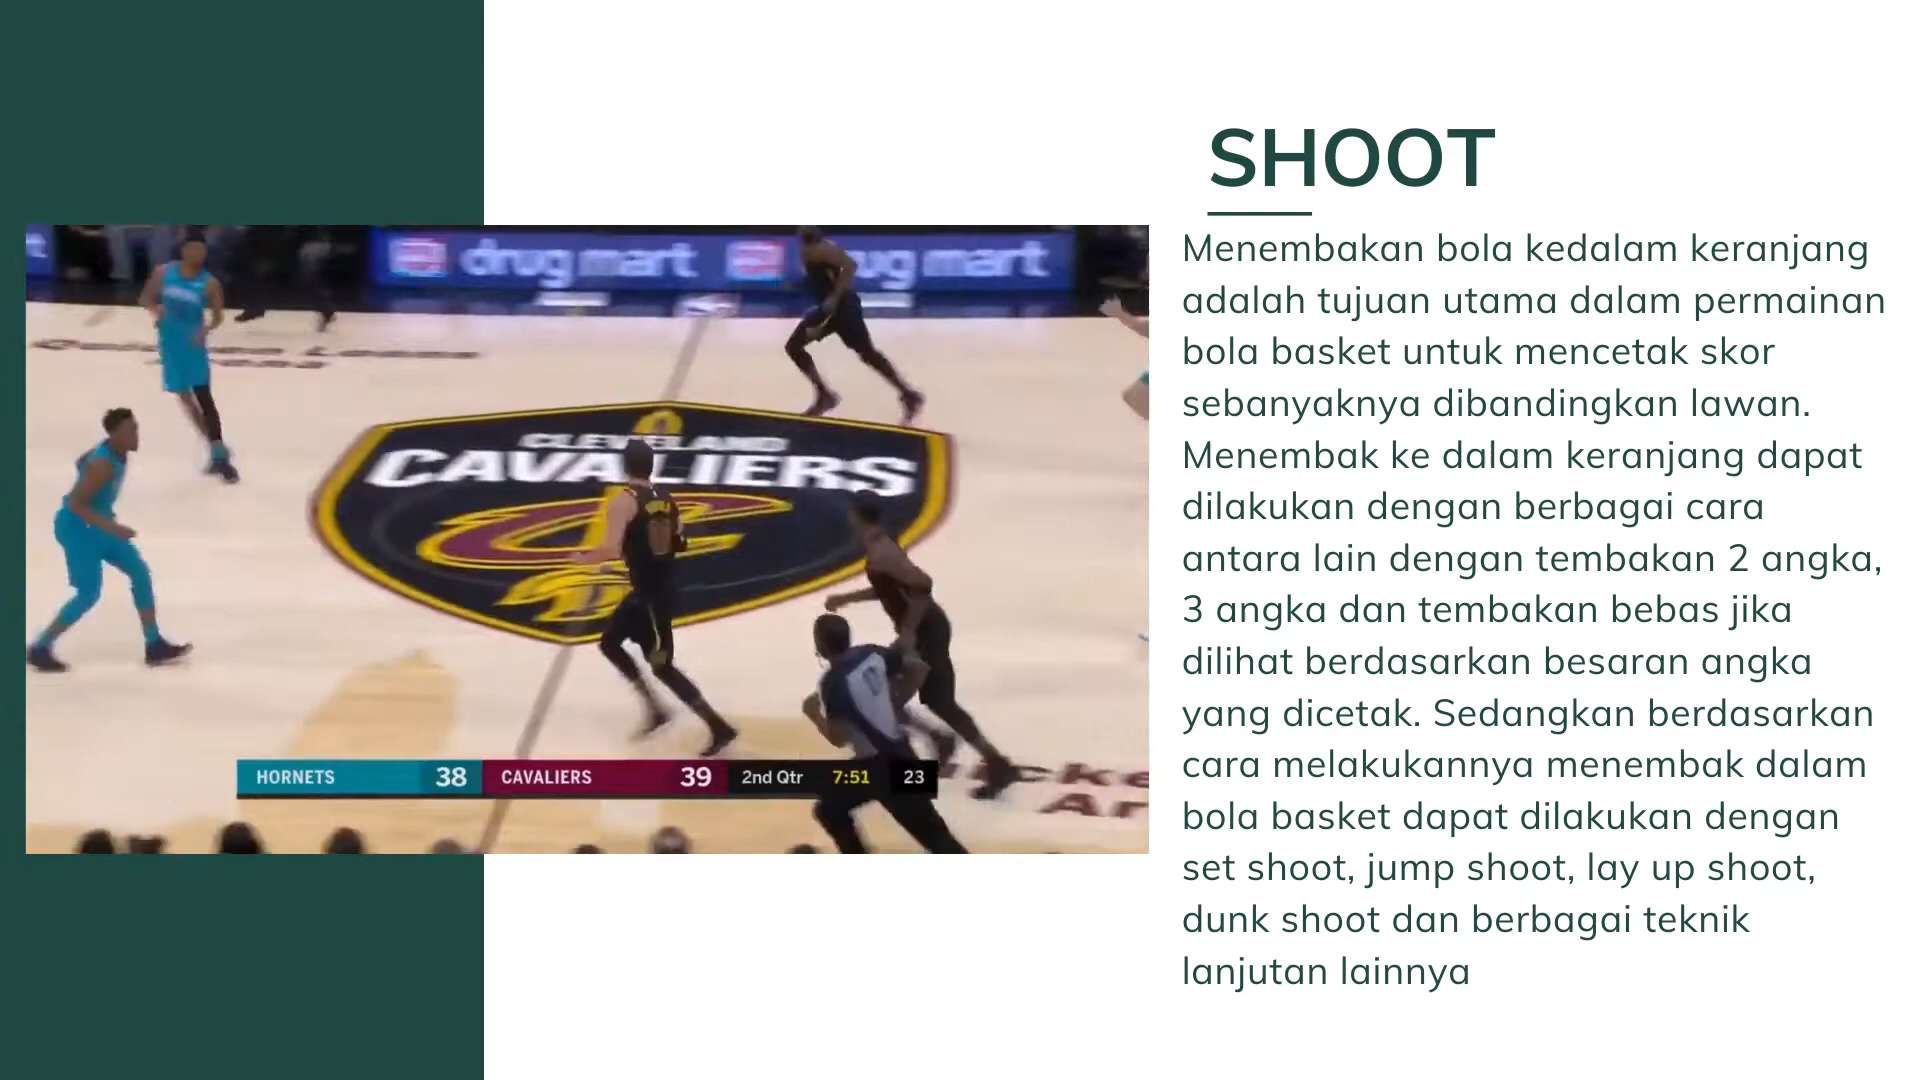 SHOOT
Menembakan bola kedalam keranjang
adalah tujuan utama dalam permainan
bola basket untuk mencetak skor
sebanyaknya dibandingkan lawan.
Menembak ke dalam keranjang dapat
dilakukan dengan berbagai cara
antara lain dengan tembakan 2 angka,
3 angka dan tembakan bebas jika
dilihat berdasarkan besaran angka
yang dicetak. Sedangkan berdasarkan
cara melakukannya menembak dalam
bola basket dapat dilakukan dengan
set shoot, jump shoot, lay up shoot,
dunk shoot dan berbagai teknik
lanjutan lainnya
drug mart
ug mart
CLEVELAND
CAVALIERS
HORNETS 38 CAVALIERS 39 2nd Qtr 7:51 23